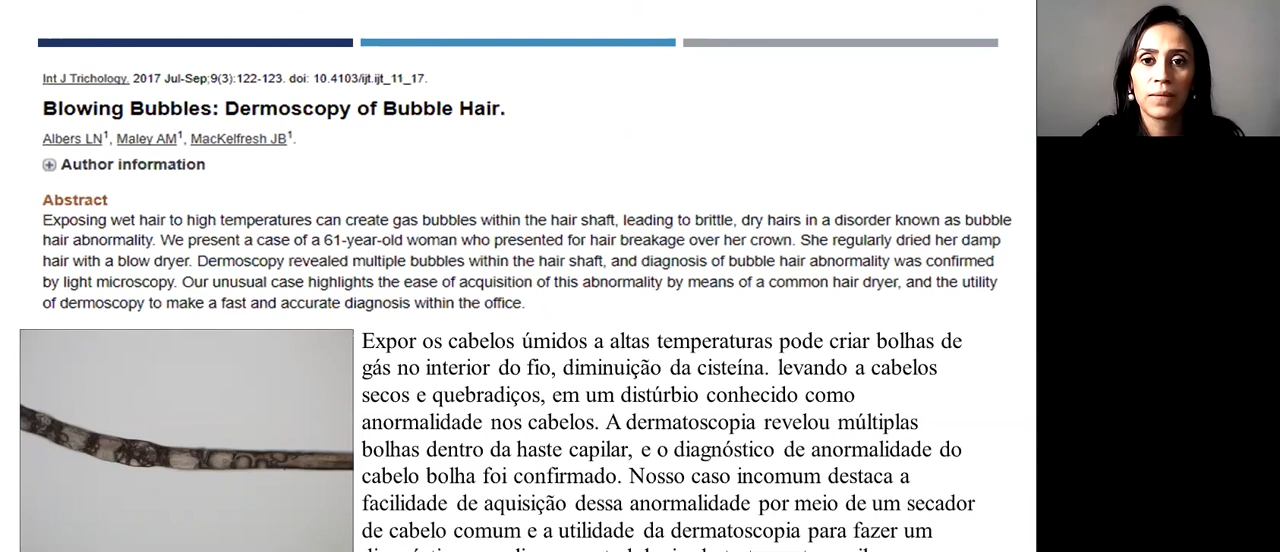 Int J Trichology. 2017 Jul-Sep;9(3):122-123. doi: 10.4103/ijt.ijt_11_17.
Blowing Bubbles: Dermoscopy of Bubble Hair.
Albers LN1, Maley AM1, MacKelfresh JB1.
Author information
Abstract
Exposing wet hair to high temperatures can create gas bubbles within the hair shaft, leading to brittle, dry hairs in a disorder known as bubble
hair abnormality. We present a case of a 61-year-old woman who presented for hair breakage over her crown. She regularly dried her damp
hair with a blow dryer. Dermoscopy revealed multiple bubbles within the hair shaft, and diagnosis of bubble hair abnormality was confirmed
by light microscopy. Our unusual case highlights the ease of acquisition of this abnormality by means of a common hair dryer, and the utility
of dermoscopy to make a fast and accurate diagnosis within the office.
Expor os cabelos úmidos a altas temperaturas pode criar bolhas de
gás no interior do fio, diminuição da cisteína. levando a cabelos
secos e quebradiços, em um distúrbio conhecido como
anormalidade nos cabelos. A dermatoscopia revelou múltiplas
bolhas dentro da haste capilar, e o diagnóstico de anormalidade do
cabelo bolha foi confirmado. Nosso caso incomum destaca a
facilidade de aquisição dessa anormalidade por meio de um secador
de cabelo comum e a utilidade da dermatoscopia para fazer um